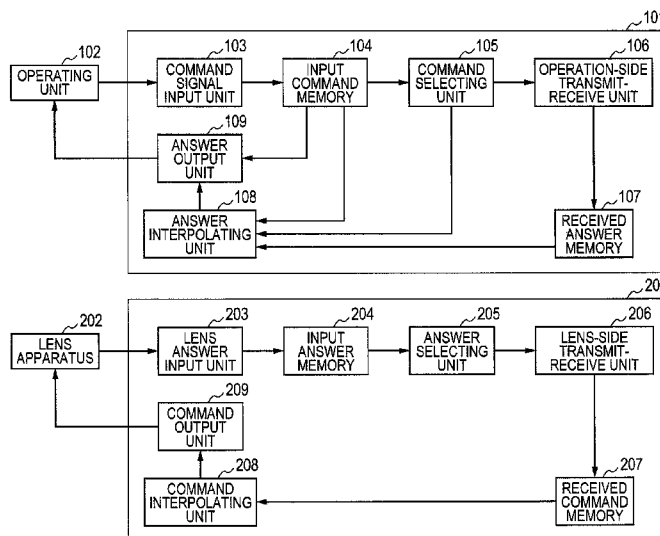 101
102
103
104
105
106
OPERATING
UNIT
COMMAND
SIGNAL
INPUT UNIT
INPUT
COMMAND
MEMORY
COMMAND
SELECTING
UNIT
OPERATION-SIDE
TRANSMIT-
RECEIVE UNIT
109
ANSWER
OUTPUT
UNIT
108
107
ANSWER
INTERPOLATING
UNIT
RECEIVED
ANSWER
MEMORY
20
202
203
204
205
206
LENS
APPARATUS
LENS
ANSWER
INPUT UNIT
INPUT
ANSWER
MEMORY
ANSWER
SELECTING
UNIT
LENS-SIDE
TRANSMIT-
RECEIVE UNIT
209
COMMAND
OUTPUT
UNIT
208
207
COMMAND
INTERPOLATING
UNIT
RECEIVED
COMMAND
MEMORY